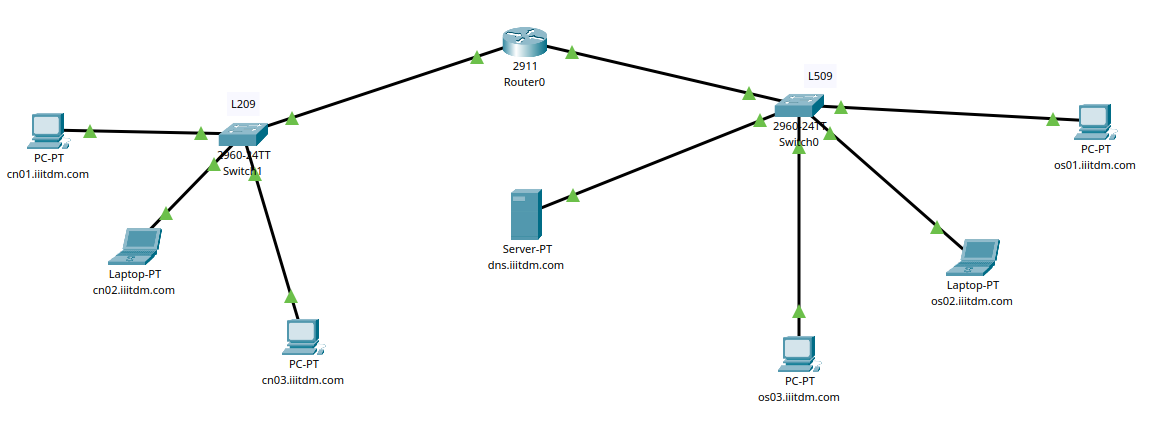 2911
Router0
L509
L209
2960-24TT
Switch0
PC-PT
cn01.iiitdm.com
2960-24TT
Switch1
PC-PT
os01.iiitdm.com
Server-PT
dns.iiitdm.com
Laptop-PT
cn02.iiitdm.com
Laptop-PT
os02.iiitdm.com
PC-PT
cn03.iiitdm.com
PC-PT
os03.iiitdm.com